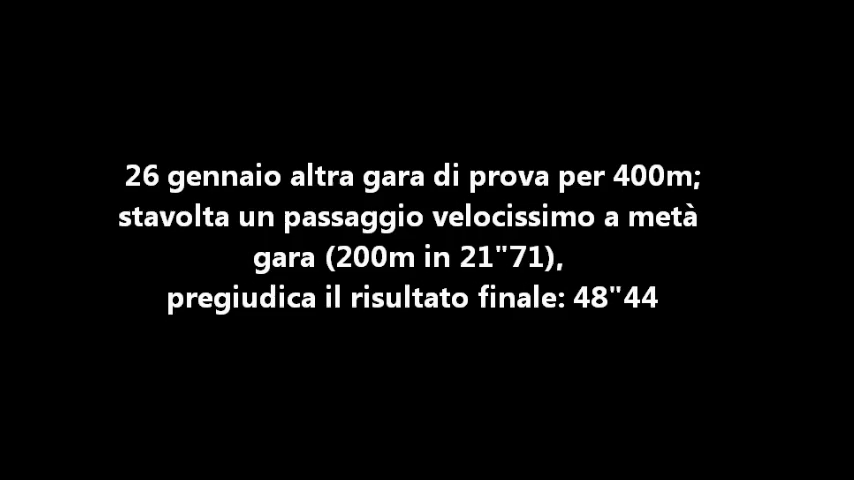 26 gennaio altra gara di prova per 400m;
stavolta un passaggio velocissimo a metà
gara (200m in 21"71),
pregiudica il risultato finale: 48"44